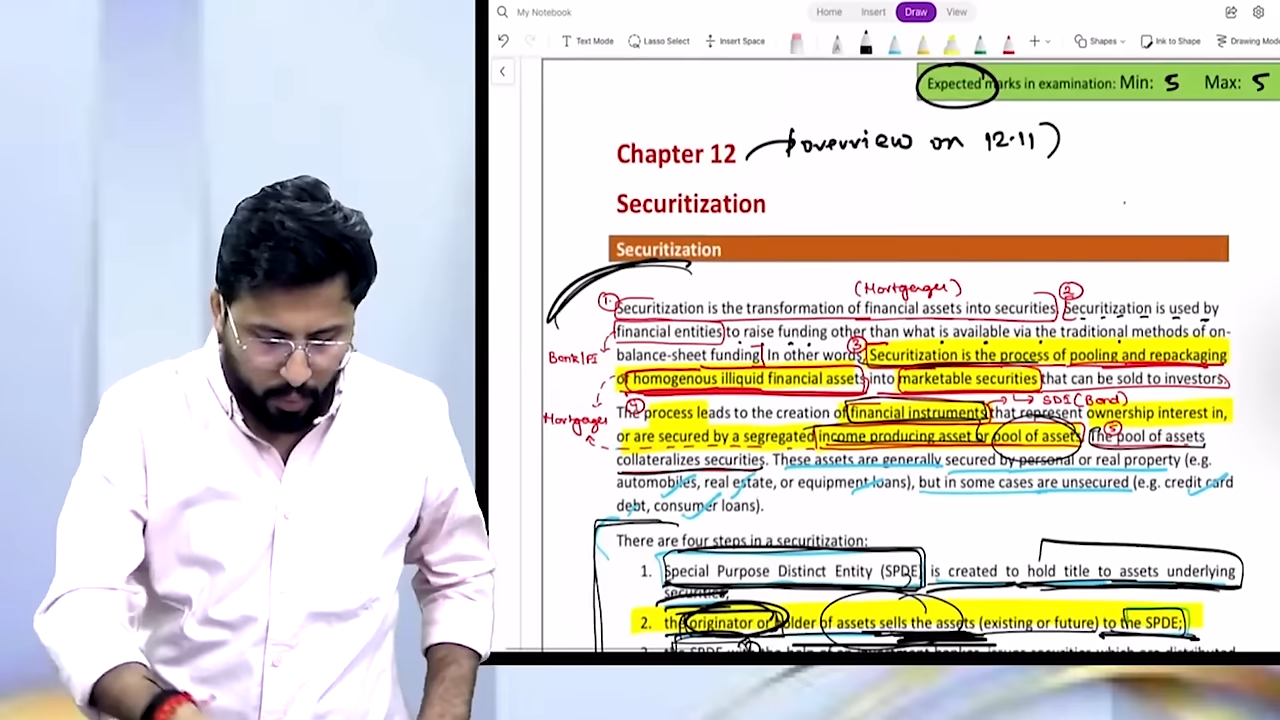 My Notebook
Home Insert Draw View
Text Mode Lasso Select Insert Space Shapes Ink to Shape Drawing Mode
Expected marks in examination: Min: 5 Max: 5
Chapter 12 (overview on 12.11)
Securitization
Securitization
(Mortgages)
1. Securitization is the transformation of financial assets into securities 2 Securitization is used by
financial entities to raise funding other than what is available via the traditional methods of on-
Bank/FI
balance-sheet funding. In other words, 3 Securitization is the process of pooling and repackaging
of homogenous illiquid financial assets into marketable securities that can be sold to investors.
SDI (Bond)
4 The process leads to the creation of financial instruments that represent ownership interest in,
Mortgages
or are secured by a segregated income producing asset or pool of assets. 5 The pool of assets
collateralizes securities. These assets are generally secured by personal or real property (e.g.
automobiles, real estate, or equipment loans), but in some cases are unsecured (e.g. credit card
debt, consumer loans).
There are four steps in a securitization:
1. Special Purpose Distinct Entity (SPDE) is created to hold title to assets underlying
securities;
2. the originator or holder of assets sells the assets (existing or future) to the SPDE;